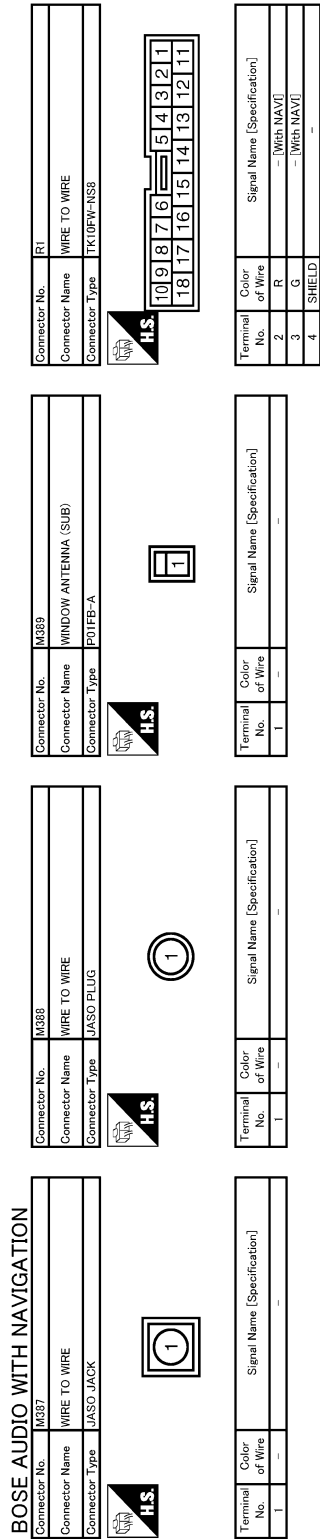 BOSE AUDIO WITH NAVIGATION
Connector No. M387
Connector Name WIRE TO WIRE
Connector Type JASO JACK
H.S.
1
Terminal No. Color of Wire Signal Name [Specification]
1 - -
Connector No. M388
Connector Name WIRE TO WIRE
Connector Type JASO PLUG
H.S.
1
Terminal No. Color of Wire Signal Name [Specification]
1 - -
Connector No. M389
Connector Name WINDOW ANTENNA (SUB)
Connector Type P01FB-A
H.S.
1
Terminal No. Color of Wire Signal Name [Specification]
1 - -
Connector No. R1
Connector Name WIRE TO WIRE
Connector Type TK10FW-NS8
H.S.
10 9 8 7 6 5 4 3 2 1
18 17 16 15 14 13 12 11
Terminal No. Color of Wire Signal Name [Specification]
2 R - [With NAVI]
3 G - [With NAVI]
4 SHIELD -